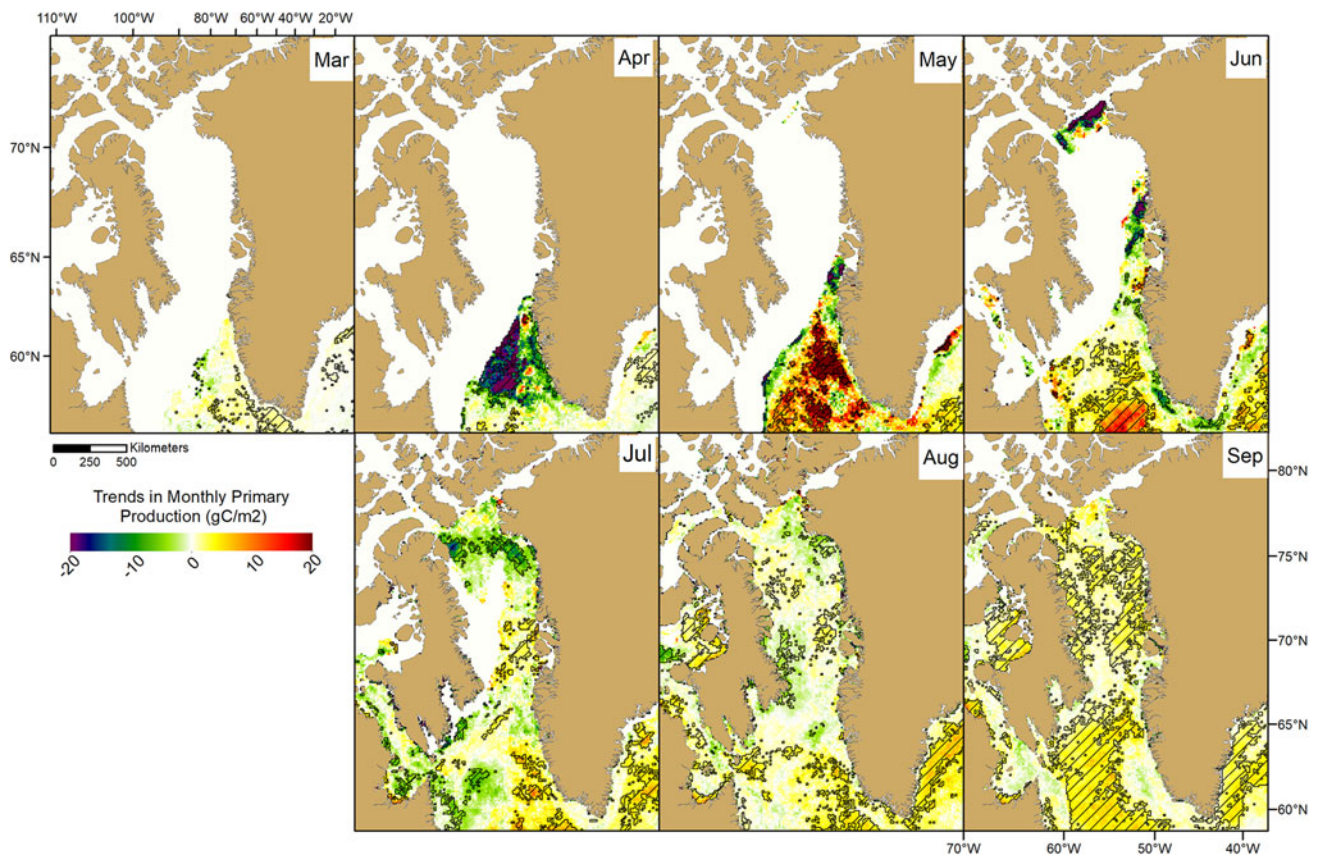 110°W 100°W 80°W 60°W 40°W 20°W
Mar
Apr
May
Jun
70°N
65°N
60°N
Kilometers
0 250 500
Trends in Monthly Primary
Production (gC/m2)
-20 -10 0 10 20
Jul
Aug
Sep
80°N
75°N
70°N
65°N
60°N
70°W 60°W 50°W 40°W